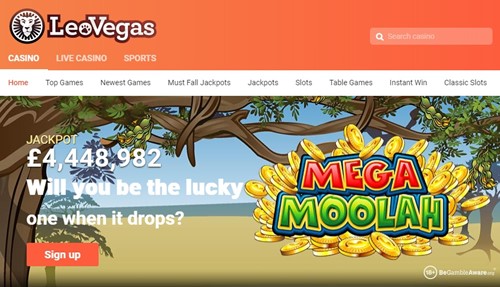 LeoVegas
Search casino
CASINO LIVE CASINO SPORTS
Home Top Games Newest Games Must Fall Jackpots Jackpots Slots Table Games Instant Win Classic Slots
JACKPOT
£4,448,982
Will you be the lucky
one when it drops?
MEGA
MOOLAH
Sign up
18+ BeGambleAware.org